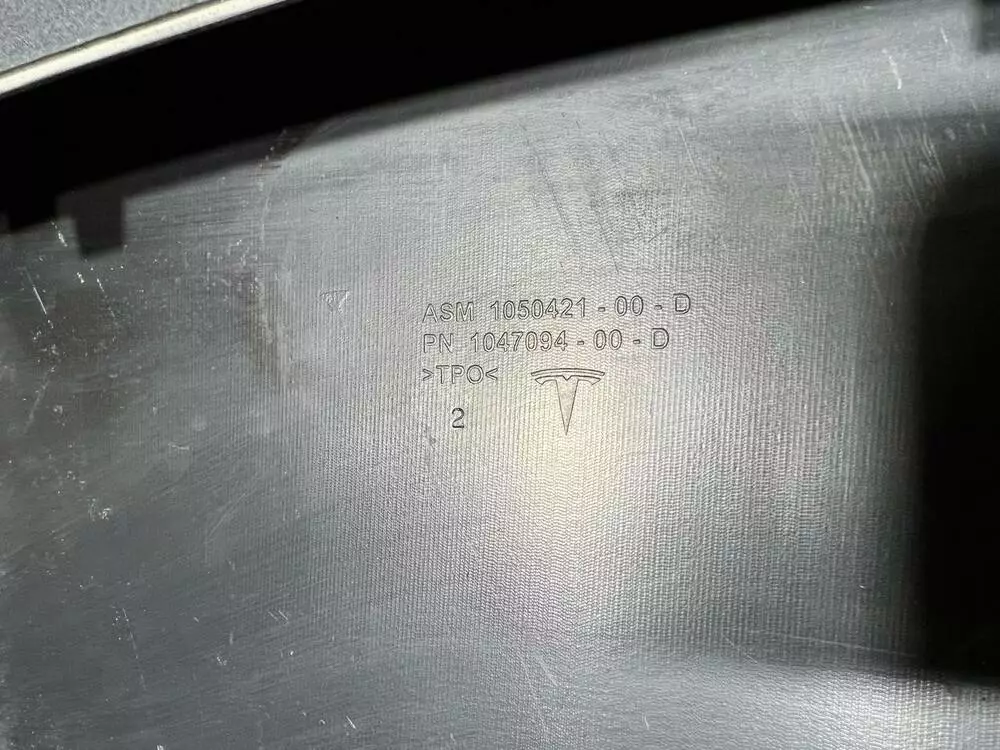 ASM 1050421 - 00 - D
PN 1047094 - 00 - D
>TPO<
2